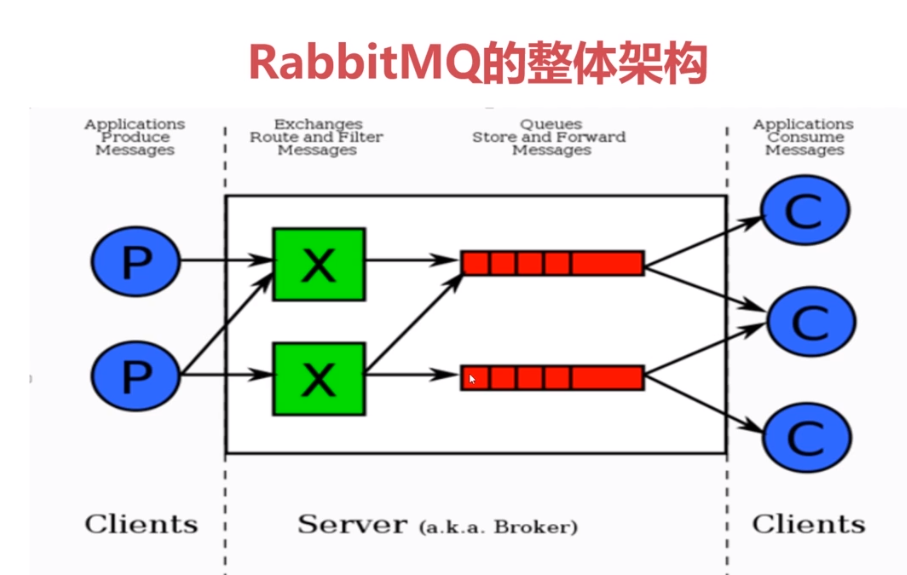 RabbitMQ的整体架构
Applications
Produce
Messages
Exchanges
Route and Filter
Messages
Queues
Store and Forward
Messages
Applications
Consume
Messages
P
X
C
P
X
C
C
Clients
Server (a.k.a. Broker)
Clients